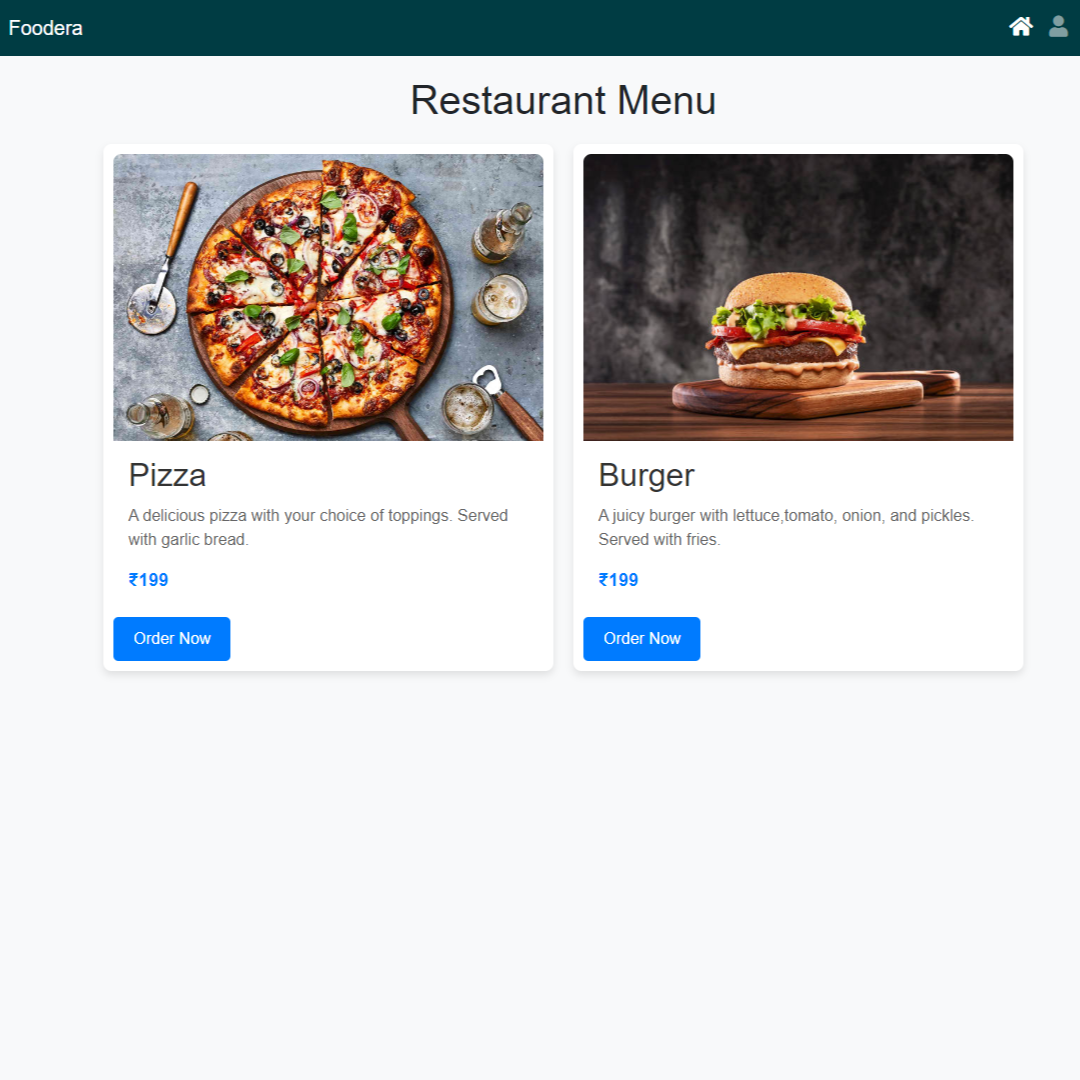 Foodera
Restaurant Menu
Pizza
A delicious pizza with your choice of toppings. Served
with garlic bread.
₹199
Order Now
Burger
A juicy burger with lettuce,tomato, onion, and pickles.
Served with fries.
₹199
Order Now